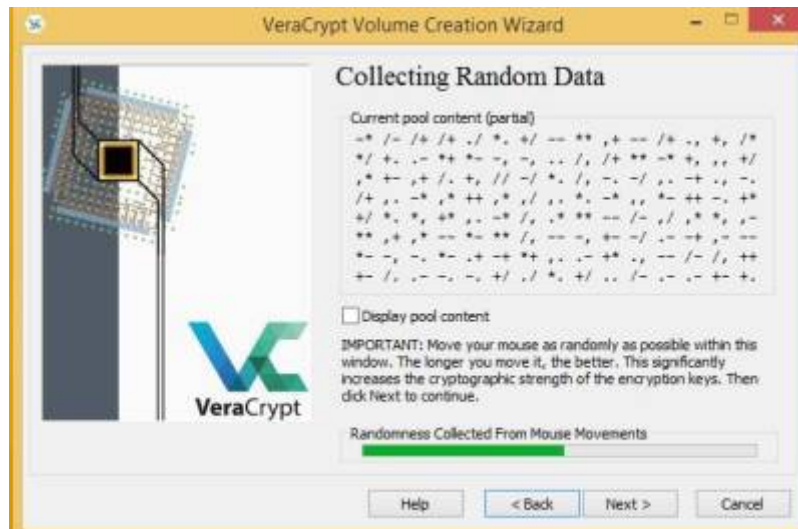 VeraCrypt Volume Creation Wizard
Collecting Random Data
Current pool content (partial)
-* /- /+ /+ ./ *. +/ -- ** ,+ -- /+ ., +, /*
*/ +. .- *+ *- -, -, .. /, /+ ** -* +, ,, +/
,* +- ,+ /. +, // -/ *. /, -. -/ ,. -+ ., -.
/+ ,. -* ,* ++ ,* ,/ ,. *. -* ,, *- ++ -. +*
+/ *. *, +* ,. -* /, .* ** -- /- ,/ ,* *, ,-
** ,+ ,* -- *- ** /, -- -, +- -/ .- -+ ,- --
*- -, -. *- .+ -+ *+ ,. .- +* ., -- /- /, ++
+- /. .- -. -. +/ ./ *. +/ .. /- .- .- +- +.
Display pool content
IMPORTANT: Move your mouse as randomly as possible within this
window. The longer you move it, the better. This significantly
increases the cryptographic strength of the encryption keys. Then
click Next to continue.
VeraCrypt
Randomness Collected From Mouse Movements
Help
< Back
Next >
Cancel